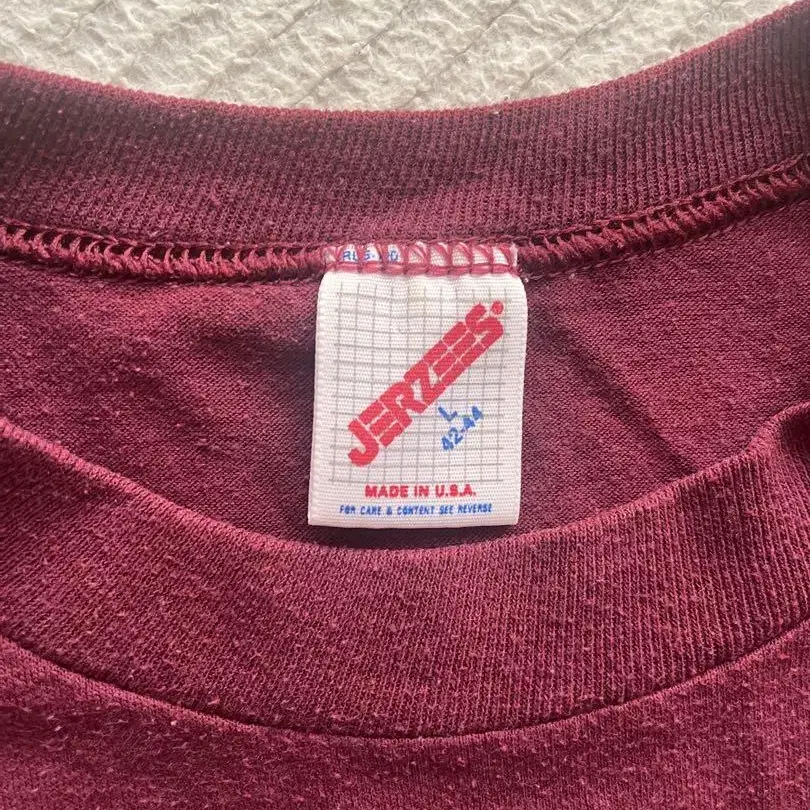 JERZEES®
L
42-44
MADE IN U.S.A.
FOR CARE & CONTENT SEE REVERSE